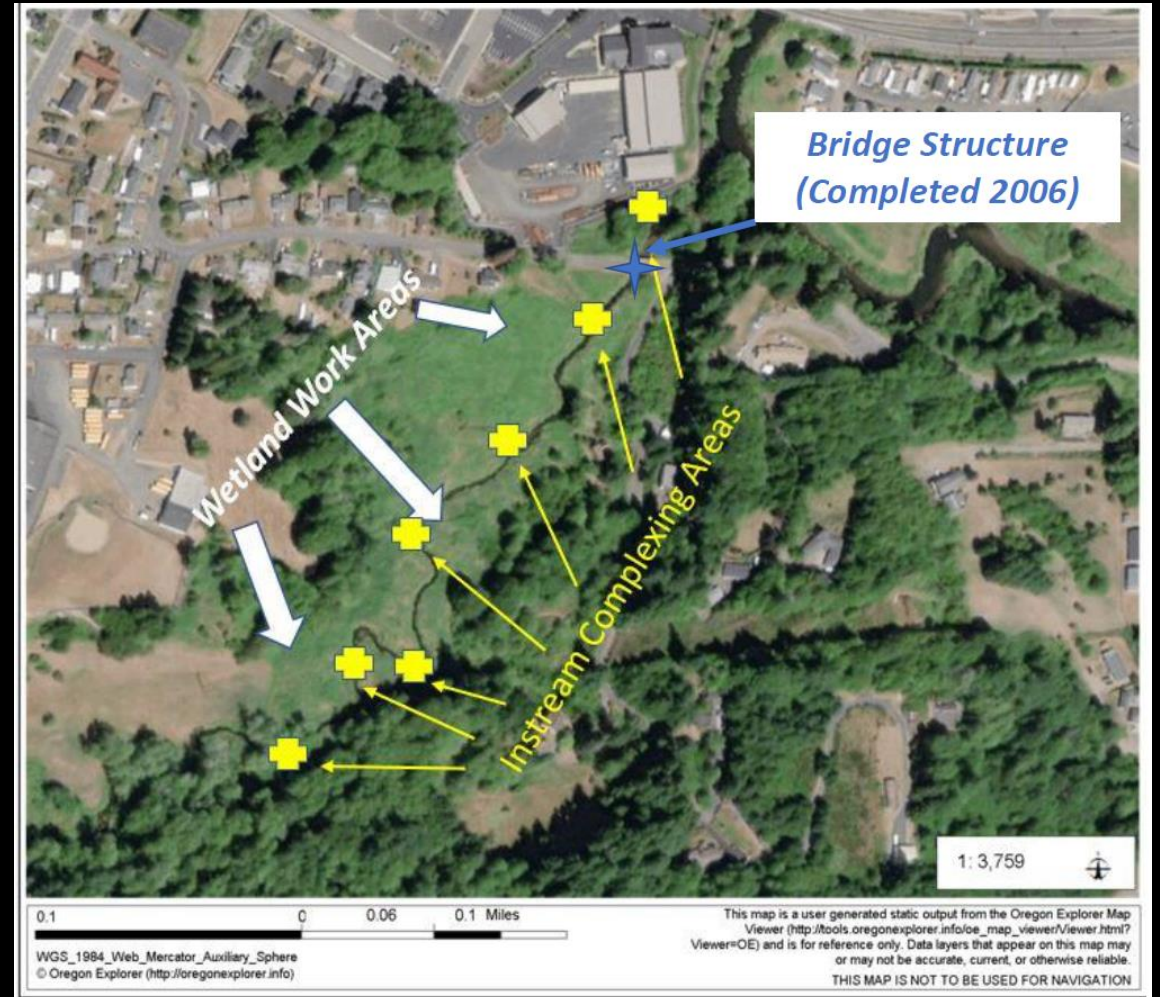 Bridge Structure
(Completed 2006)
Wetland Work Areas
Instream Complexing Areas
1: 3,759
0.1 0 0.06 0.1 Miles
WGS_1984_Web_Mercator_Auxiliary_Sphere
© Oregon Explorer (http://oregonexplorer.info)
This map is a user generated static output from the Oregon Explorer Map
Viewer (http://tools.oregonexplorer.info/oe_map_viewer/Viewer.html?
Viewer=OE) and is for reference only. Data layers that appear on this map may
or may not be accurate, current, or otherwise reliable.
THIS MAP IS NOT TO BE USED FOR NAVIGATION